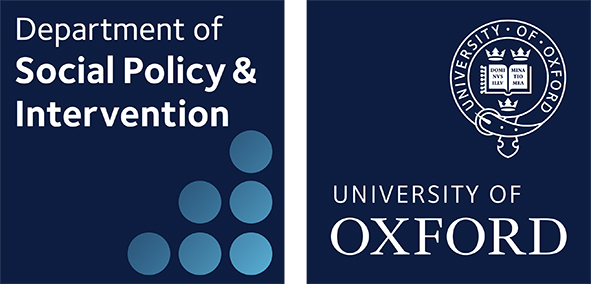 Department of
Social Policy &
Intervention
UNIVERSITY · OF · OXFORD
DOMI MINA
NVS TIO
ILLV MEA
UNIVERSITY OF
OXFORD